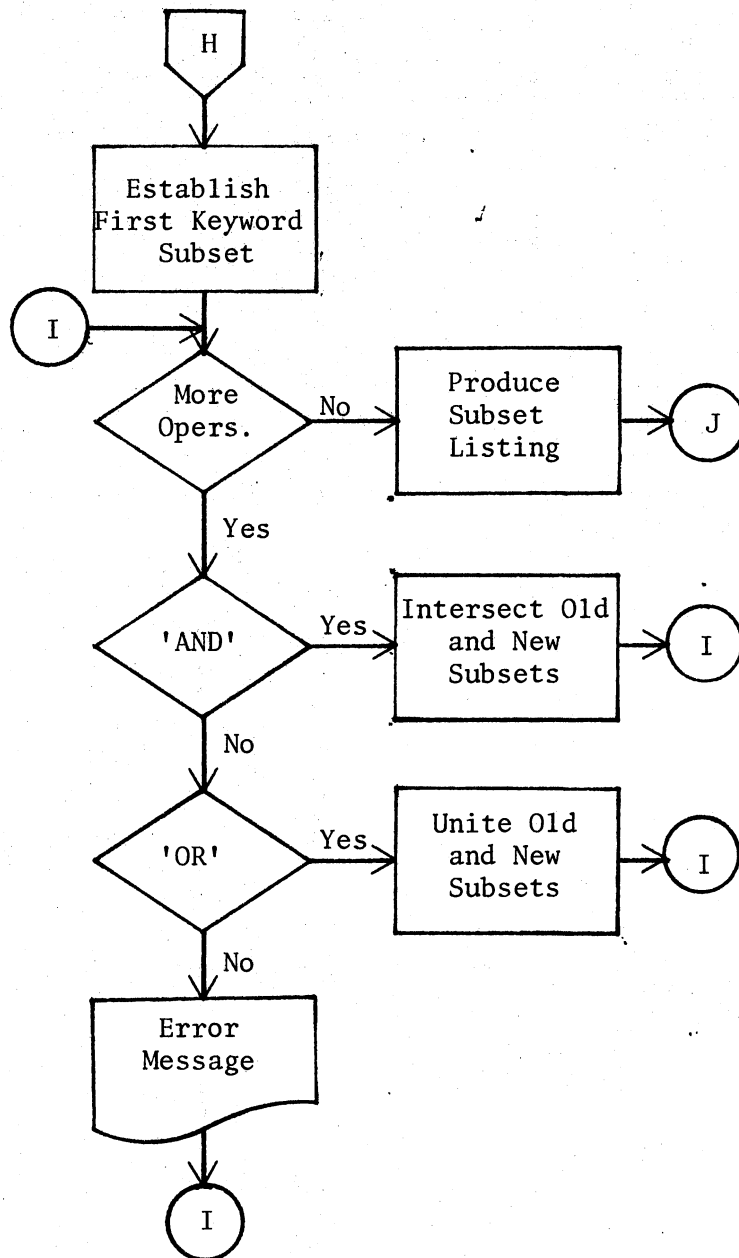 H
Establish
First Keyword
Subset
I
More
Opers.
No
Produce
Subset
Listing
J
Yes
'AND'
Yes
Intersect Old
and New
Subsets
I
No
'OR'
Yes
Unite Old
and New
Subsets
I
No
Error
Message
I